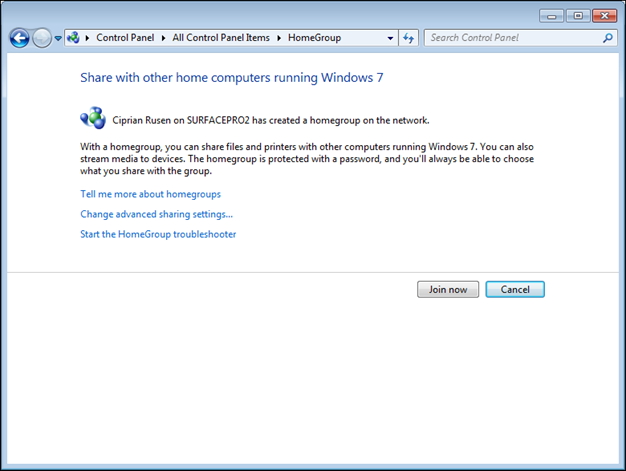 Control Panel ▸ All Control Panel Items ▸ HomeGroup
Search Control Panel
Share with other home computers running Windows 7
Ciprian Rusen on SURFACEPRO2 has created a homegroup on the network.
With a homegroup, you can share files and printers with other computers running Windows 7. You can also
stream media to devices. The homegroup is protected with a password, and you'll always be able to choose
what you share with the group.
Tell me more about homegroups
Change advanced sharing settings...
Start the HomeGroup troubleshooter
Join now
Cancel